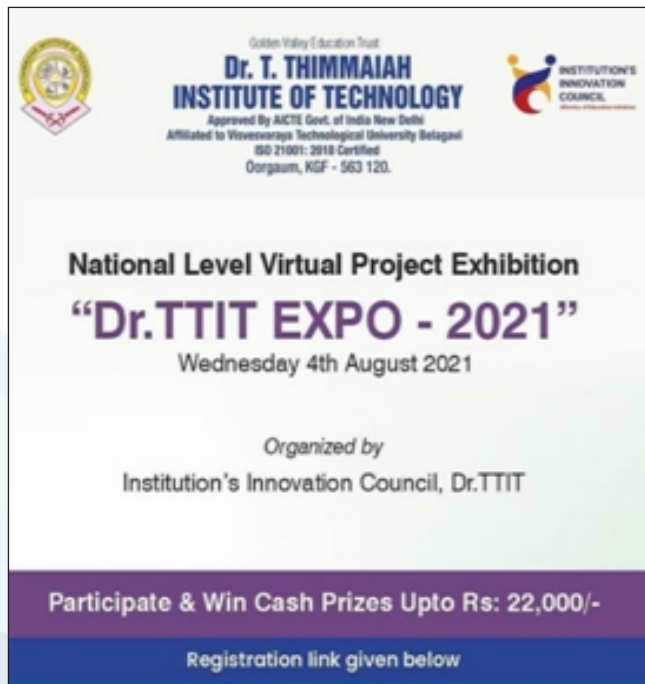 Golden Valley Education Trust
Dr. T. THIMMAIAH
INSTITUTE OF TECHNOLOGY
Approved By AICTE Govt. of India New Delhi
Affiliated to Visvesvaraya Technological University Belagavi
ISO 21001: 2018 Certified
Oorgaum, KGF - 563 120.
INSTITUTION'S
INNOVATION
COUNCIL
National Level Virtual Project Exhibition
“Dr.TTIT EXPO - 2021”
Wednesday 4th August 2021
Organized by
Institution's Innovation Council, Dr.TTIT
Participate & Win Cash Prizes Upto Rs: 22,000/-
Registration link given below